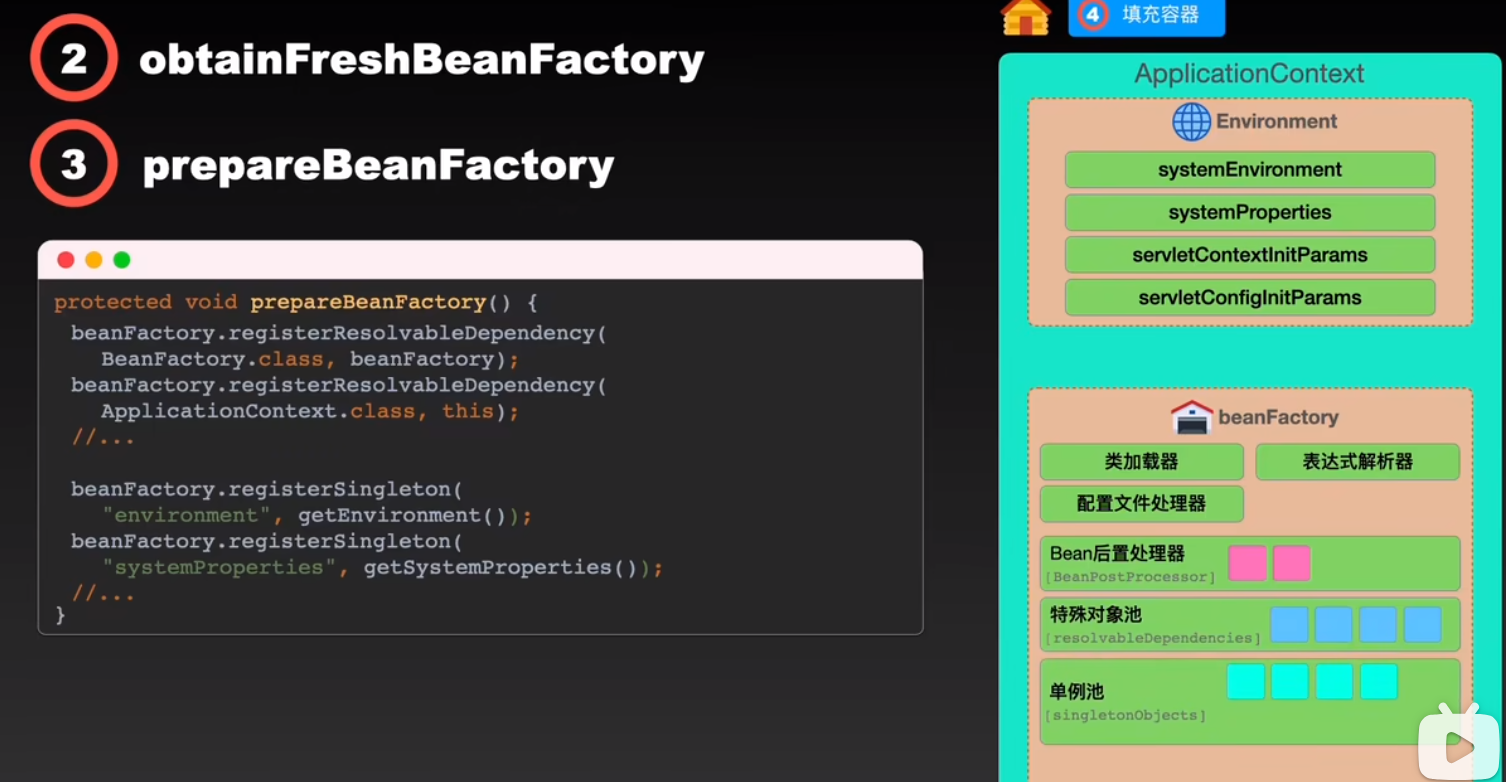 2 obtainFreshBeanFactory
3 prepareBeanFactory
protected void prepareBeanFactory() {
beanFactory.registerResolvableDependency(
BeanFactory.class, beanFactory);
beanFactory.registerResolvableDependency(
ApplicationContext.class, this);
//...
beanFactory.registerSingleton(
"environment", getEnvironment());
beanFactory.registerSingleton(
"systemProperties", getSystemProperties());
//...
}
4 填充容器
ApplicationContext
Environment
systemEnvironment
systemProperties
servletContextInitParams
servletConfigInitParams
beanFactory
类加载器 表达式解析器
配置文件处理器
Bean后置处理器
[BeanPostProcessor]
特殊对象池
[resolvableDependencies]
单例池
[singletonObjects]